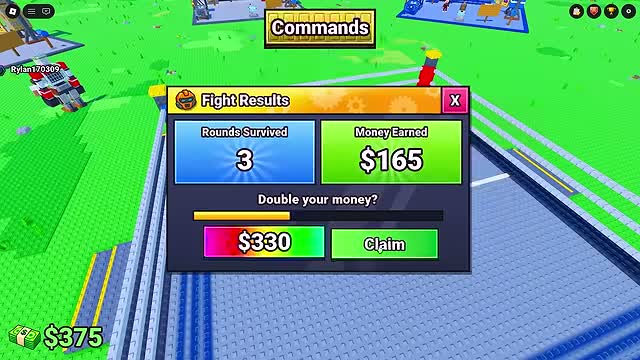 Commands
Rylan170309
Fight Results
X
Rounds Survived
3
Money Earned
$165
Double your money?
$330
Claim
$375